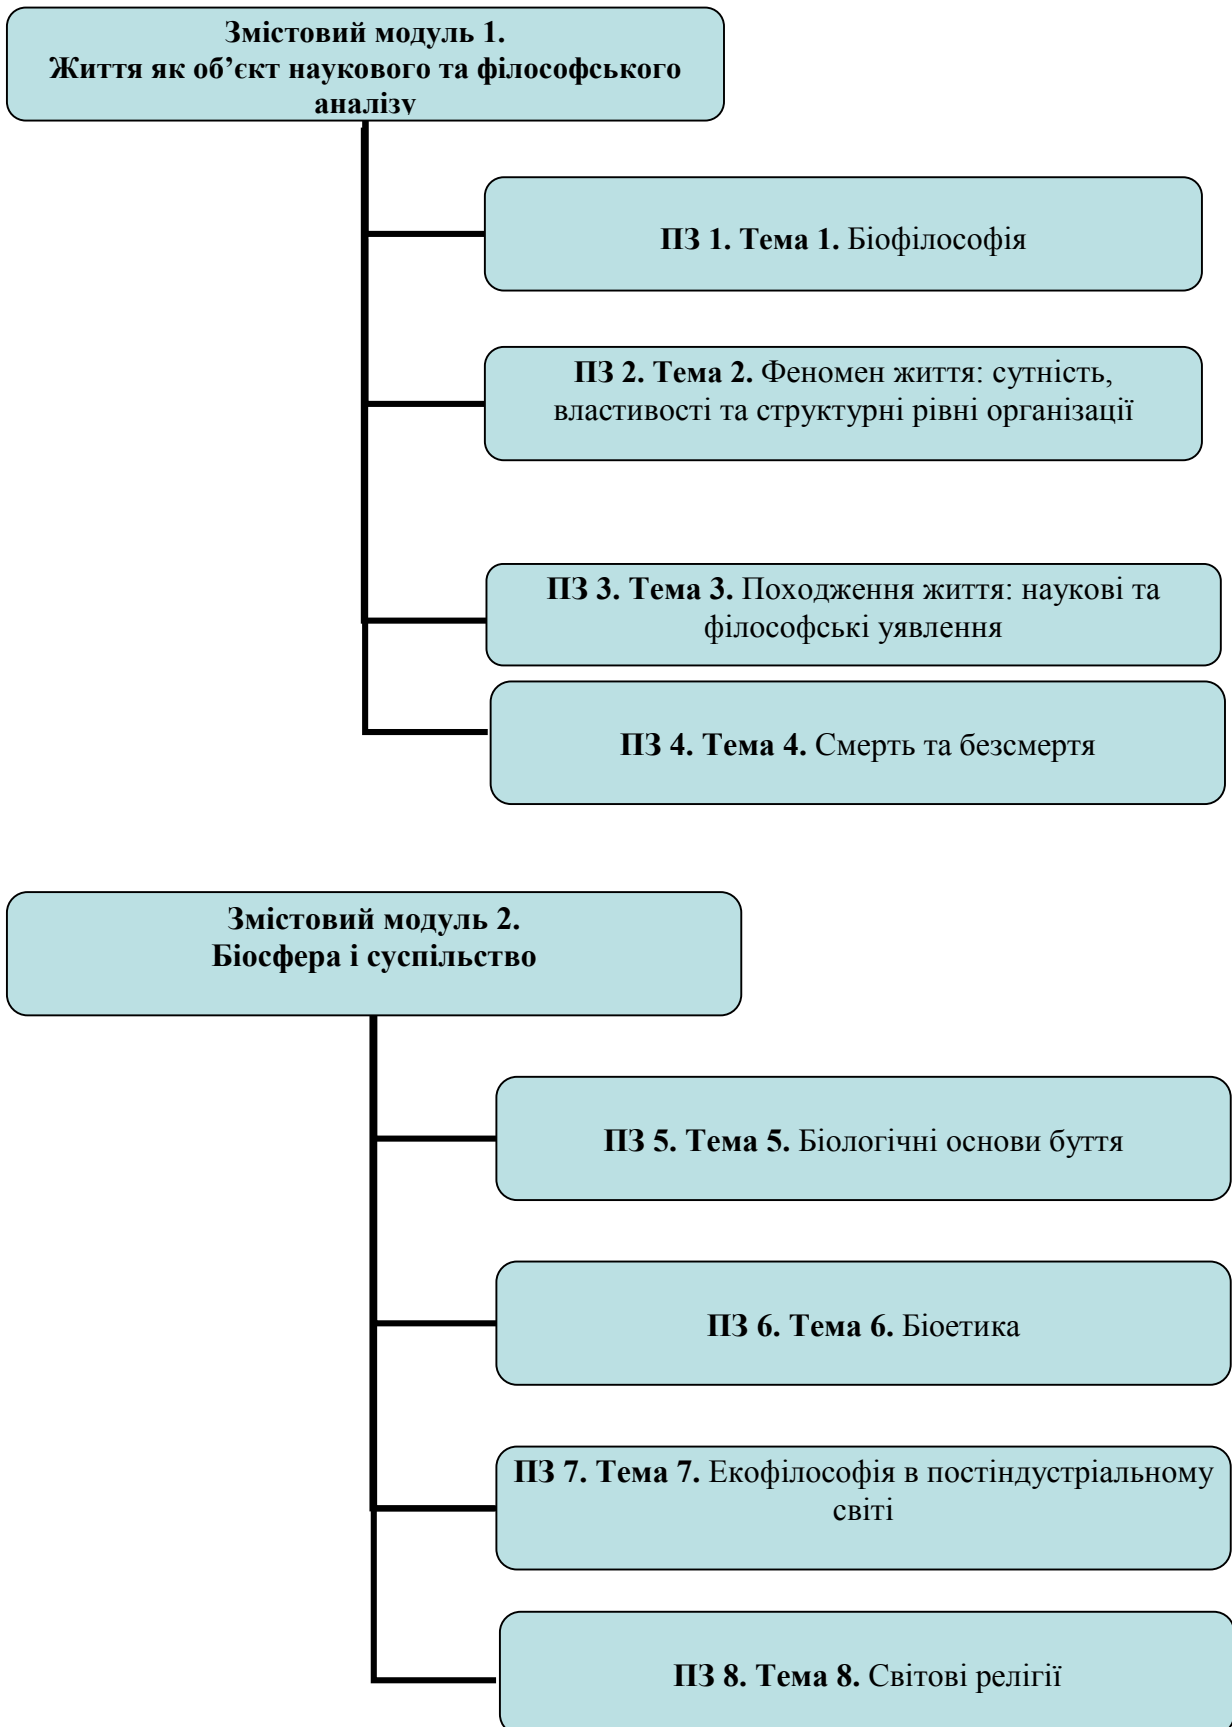 Змістовий модуль 1.
Життя як об’єкт наукового та філософського
аналізу
ПЗ 1. Тема 1. Біофілософія
ПЗ 2. Тема 2. Феномен життя: сутність,
властивості та структурні рівні організації
ПЗ 3. Тема 3. Походження життя: наукові та
філософські уявлення
ПЗ 4. Тема 4. Смерть та безсмертя
Змістовий модуль 2.
Біосфера і суспільство
ПЗ 5. Тема 5. Біологічні основи буття
ПЗ 6. Тема 6. Біоетика
ПЗ 7. Тема 7. Екофілософія в постіндустріальному
світі
ПЗ 8. Тема 8. Світові релігії